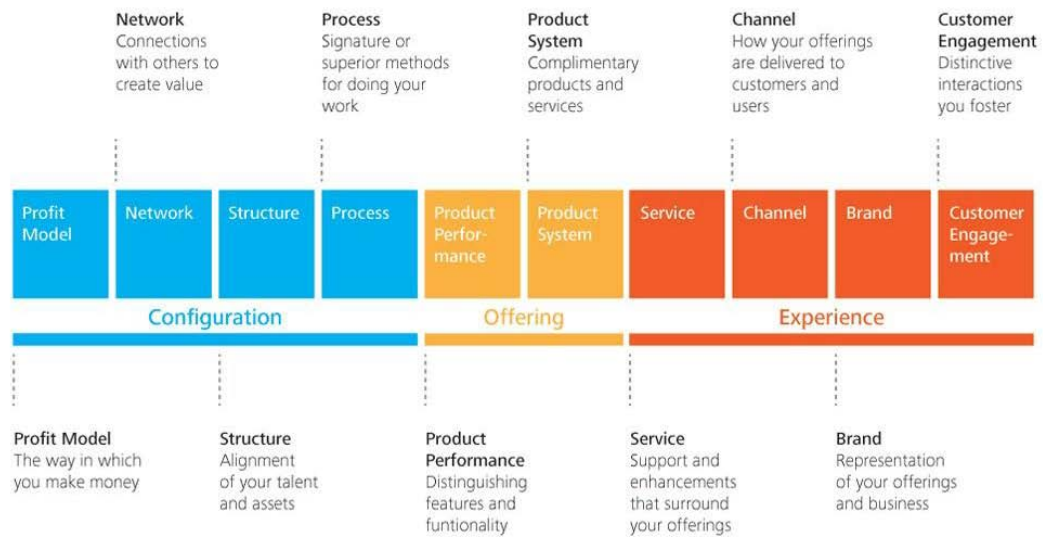 Network
Connections
with others to
create value
Process
Signature or
superior methods
for doing your
work
Product
System
Complimentary
products and
services
Channel
How your offerings
are delivered to
customers and
users
Customer
Engagement
Distinctive
interactions
you foster
Profit
Model
Network
Structure
Process
Product
Perfor-
mance
Product
System
Service
Channel
Brand
Customer
Engage-
ment
Configuration
Offering
Experience
Profit Model
The way in which
you make money
Structure
Alignment
of your talent
and assets
Product
Performance
Distinguishing
features and
funtionality
Service
Support and
enhancements
that surround
your offerings
Brand
Representation
of your offerings
and business